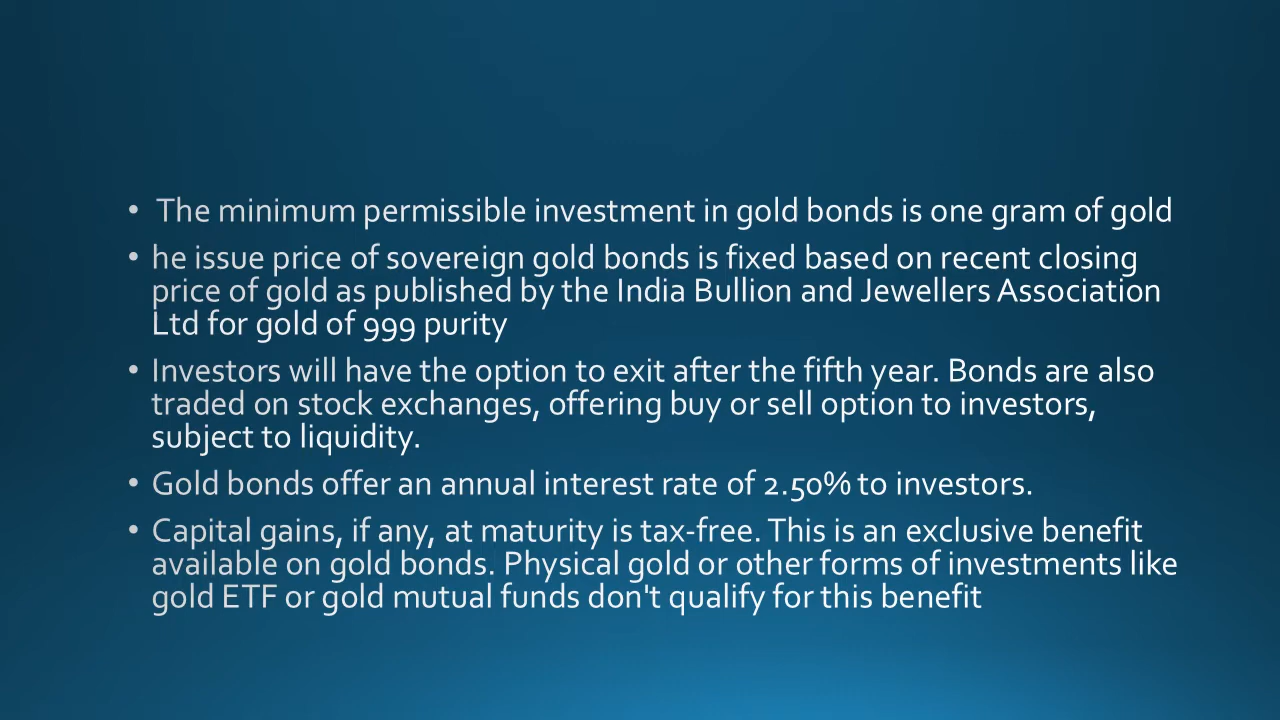 • The minimum permissible investment in gold bonds is one gram of gold
• he issue price of sovereign gold bonds is fixed based on recent closing
price of gold as published by the India Bullion and Jewellers Association
Ltd for gold of 999 purity
• Investors will have the option to exit after the fifth year. Bonds are also
traded on stock exchanges, offering buy or sell option to investors,
subject to liquidity.
• Gold bonds offer an annual interest rate of 2.50% to investors.
• Capital gains, if any, at maturity is tax-free. This is an exclusive benefit
available on gold bonds. Physical gold or other forms of investments like
gold ETF or gold mutual funds don't qualify for this benefit